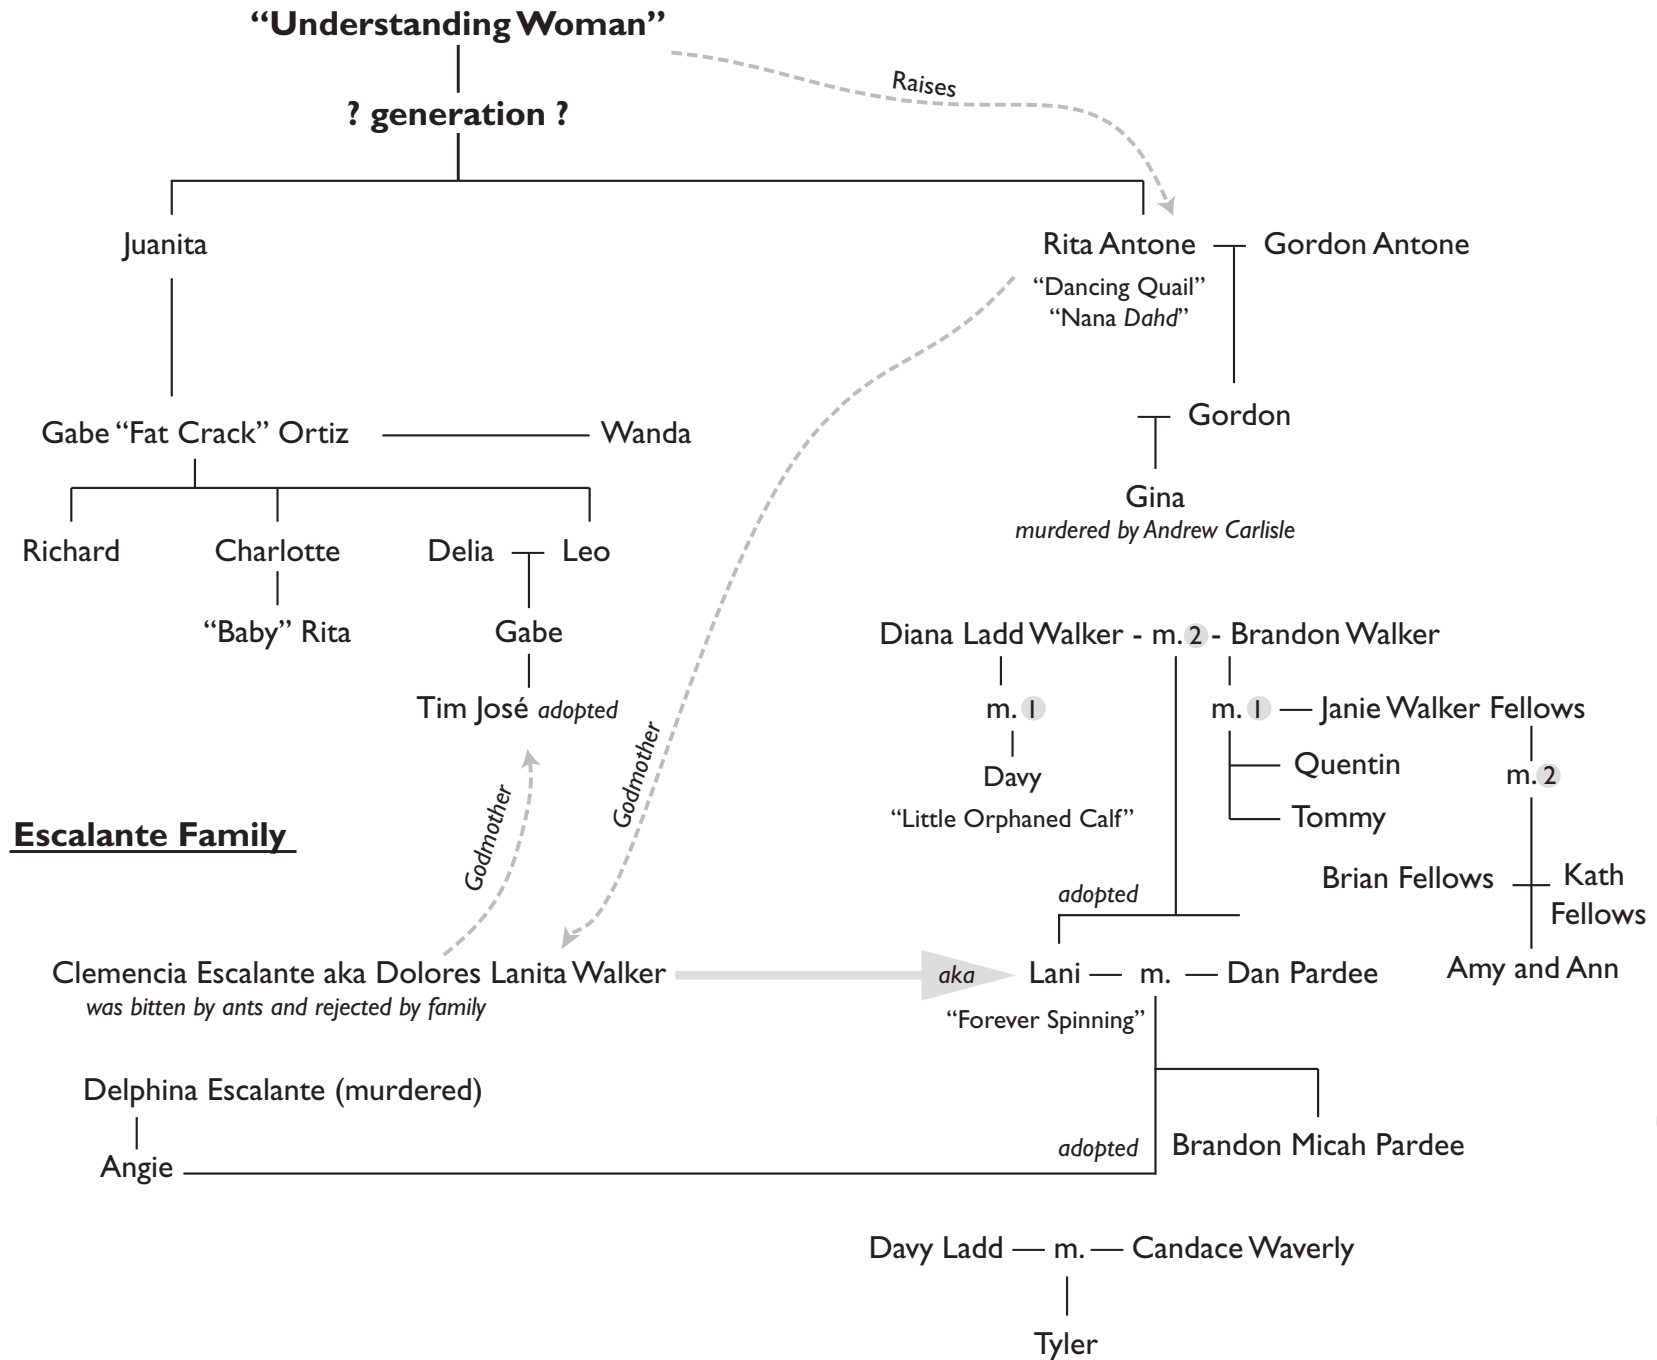 “Understanding Woman”
Raises
? generation ?
Juanita
Rita Antone
Gordon Antone
“Dancing Quail”
“Nana Dahd”
Gabe “Fat Crack” Ortiz
Wanda
Gordon
Gina
murdered by Andrew Carlisle
Richard
Charlotte
Delia
Leo
“Baby” Rita
Gabe
Tim José adopted
Godmother
Godmother
Diana Ladd Walker - m. 2 - Brandon Walker
m. 1
m. 1
Janie Walker Fellows
Davy
“Little Orphaned Calf”
Quentin
Tommy
m. 2
Brian Fellows
Kath
Fellows
Amy and Ann
Escalante Family
Clemencia Escalante aka Dolores Lanita Walker
was bitten by ants and rejected by family
aka
adopted
Lani — m. — Dan Pardee
“Forever Spinning”
Delphina Escalante (murdered)
Angie
adopted
Brandon Micah Pardee
Davy Ladd — m. — Candace Waverly
Tyler